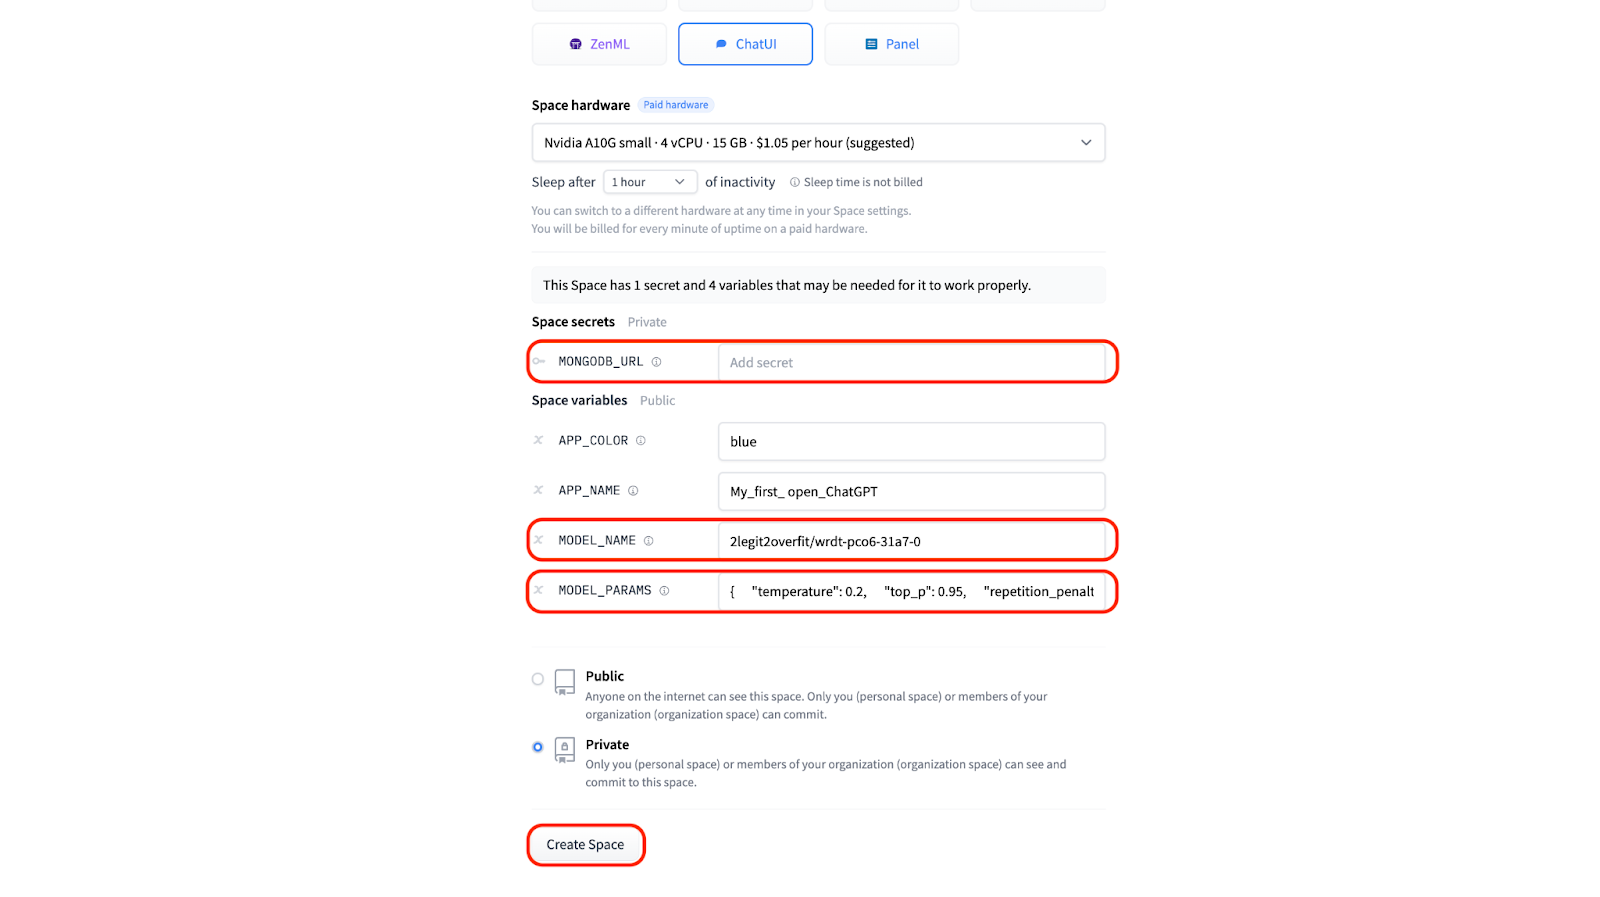 ZenML
ChatUI
Panel
Space hardware Paid hardware
Nvidia A10G small · 4 vCPU · 15 GB · $1.05 per hour (suggested)
Sleep after 1 hour of inactivity Sleep time is not billed
You can switch to a different hardware at any time in your Space settings.
You will be billed for every minute of uptime on a paid hardware.
This Space has 1 secret and 4 variables that may be needed for it to work properly.
Space secrets Private
MONGODB_URL Add secret
Space variables Public
APP_COLOR blue
APP_NAME My_first_ open_ChatGPT
MODEL_NAME 2legit2overfit/wrdt-pco6-31a7-0
MODEL_PARAMS { "temperature": 0.2, "top_p": 0.95, "repetition_penalt
Public
Anyone on the internet can see this space. Only you (personal space) or members of your
organization (organization space) can commit.
Private
Only you (personal space) or members of your organization (organization space) can see and
commit to this space.
Create Space